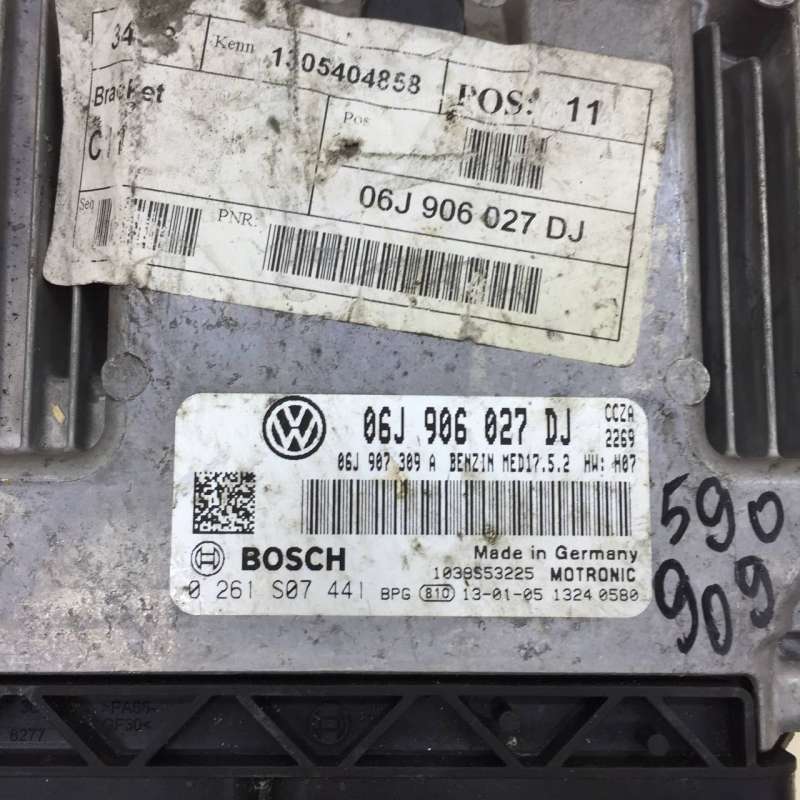 Kenn
1305404858
POS: 11
Bracket
Pos
06J 906 027 DJ
Seq
PNR:
06J 906 027 DJ
CCZA
2269
06J 907 309 A BENZIN MED17.5.2 HW: H07
BOSCH
Made in Germany
1039S53225 MOTRONIC
0 261 S07 441
BPG 810 13-01-05 1324 0580
590
909
6277